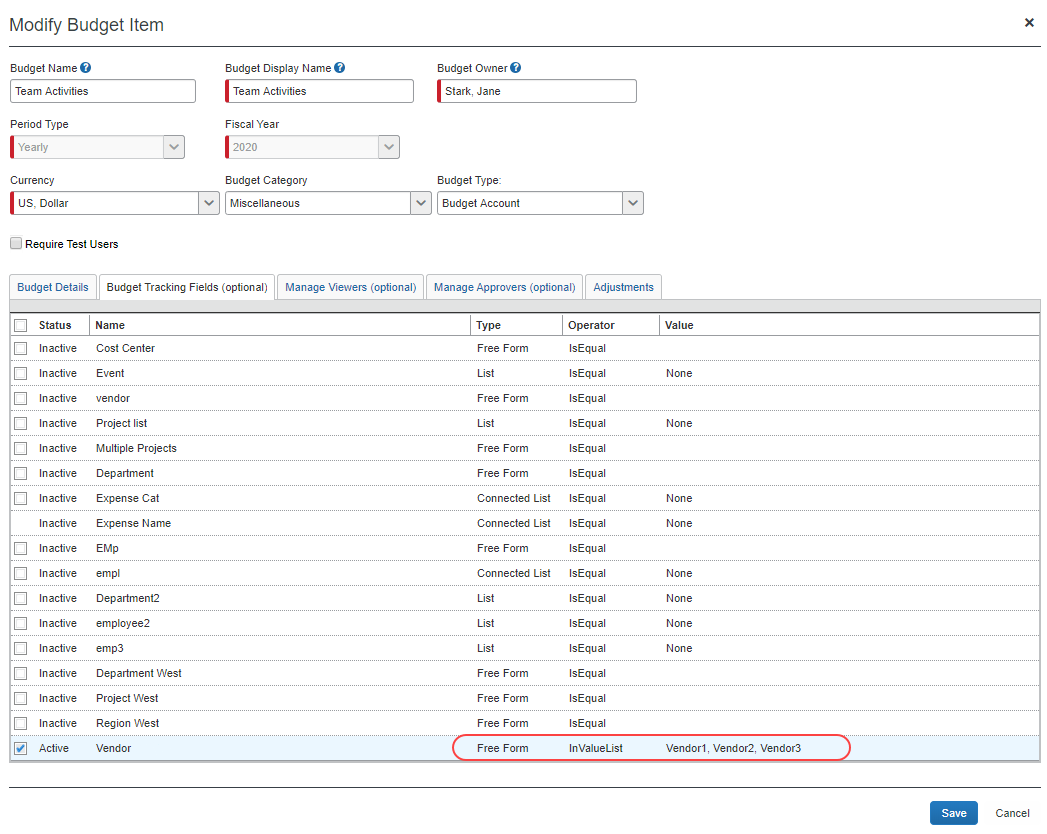 Modify Budget Item
×
Budget Name ? Budget Display Name ? Budget Owner ?
Team Activities Team Activities Stark, Jane
Period Type Fiscal Year
Yearly 2020
Currency Budget Category Budget Type:
US, Dollar Miscellaneous Budget Account
Require Test Users
Budget Details Budget Tracking Fields (optional) Manage Viewers (optional) Manage Approvers (optional) Adjustments
Status Name Type Operator Value
Inactive Cost Center Free Form IsEqual
Inactive Event List IsEqual None
Inactive vendor Free Form IsEqual
Inactive Project list List IsEqual None
Inactive Multiple Projects Free Form IsEqual
Inactive Department Free Form IsEqual
Inactive Expense Cat Connected List IsEqual None
Inactive Expense Name Connected List IsEqual None
Inactive EMp Free Form IsEqual
Inactive empl Connected List IsEqual None
Inactive Department2 List IsEqual None
Inactive employee2 List IsEqual None
Inactive emp3 List IsEqual None
Inactive Department West Free Form IsEqual
Inactive Project West Free Form IsEqual
Inactive Region West Free Form IsEqual
Active Vendor Free Form InValueList Vendor1, Vendor2, Vendor3
Save Cancel